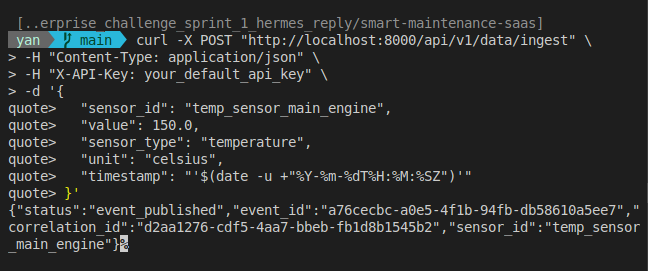 [..erprise_challenge_sprint_1_hermes_reply/smart-maintenance-saas]
yan main curl -X POST "http://localhost:8000/api/v1/data/ingest" \
> -H "Content-Type: application/json" \
> -H "X-API-Key: your_default_api_key" \
> -d '{
quote>   "sensor_id": "temp_sensor_main_engine",
quote>   "value": 150.0,
quote>   "sensor_type": "temperature",
quote>   "unit": "celsius",
quote>   "timestamp": "'$(date -u +"%Y-%m-%dT%H:%M:%SZ")'"
quote> }'
{"status":"event_published","event_id":"a76cecbc-a0e5-4f1b-94fb-db58610a5ee7","
correlation_id":"d2aa1276-cdf5-4aa7-bbeb-fb1d8b1545b2","sensor_id":"temp_sensor
_main_engine"}%